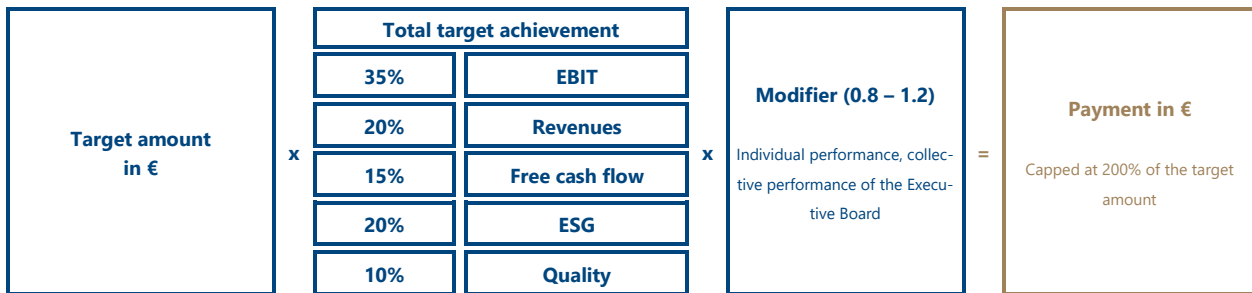 Target amount
in €
x
Total target achievement
35% EBIT
20% Revenues
15% Free cash flow
20% ESG
10% Quality
x
Modifier (0.8 – 1.2)
Individual performance, collec-
tive performance of the Execu-
tive Board
=
Payment in €
Capped at 200% of the target
amount